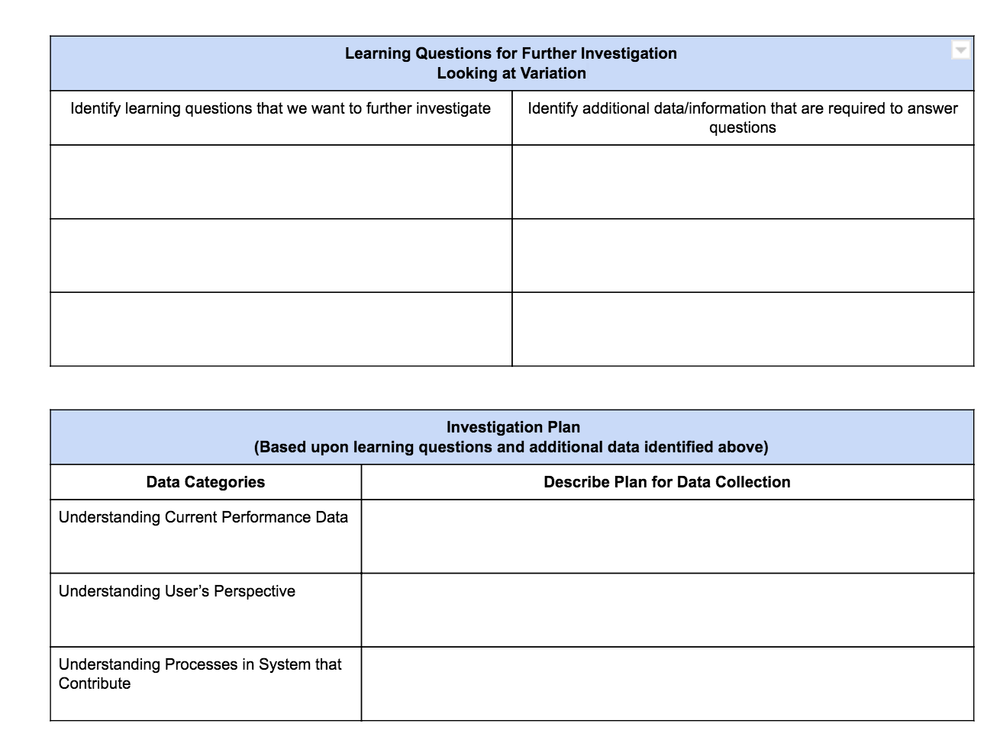 Learning Questions for Further Investigation
Looking at Variation
Identify learning questions that we want to further investigate
Identify additional data/information that are required to answer
questions
Investigation Plan
(Based upon learning questions and additional data identified above)
Data Categories
Describe Plan for Data Collection
Understanding Current Performance Data
Understanding User’s Perspective
Understanding Processes in System that
Contribute